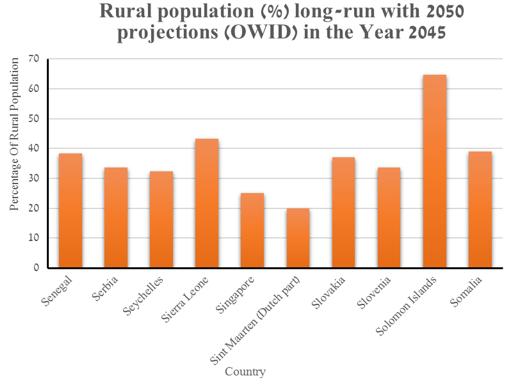 Rural population (%) long-run with 2050
projections (OWID) in the Year 2045
Percentage Of Rural Population
70
60
50
40
30
20
10
0
Senegal
Serbia
Seychelles
Sierra Leone
Singapore
Sint Maarten (Dutch part)
Slovakia
Slovenia
Solomon Islands
Somalia
Country